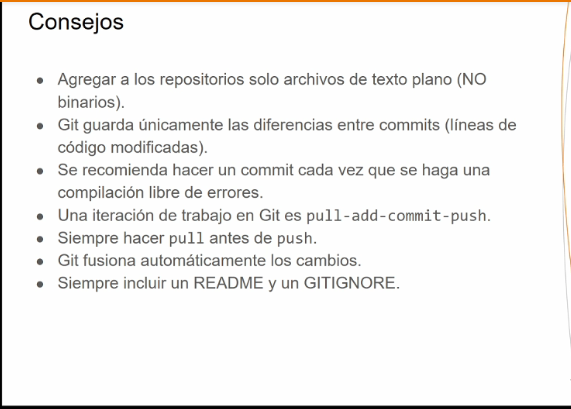 Consejos
● Agregar a los repositorios solo archivos de texto plano (NO
binarios).
● Git guarda únicamente las diferencias entre commits (líneas de
código modificadas).
● Se recomienda hacer un commit cada vez que se haga una
compilación libre de errores.
● Una iteración de trabajo en Git es pull-add-commit-push.
● Siempre hacer pull antes de push.
● Git fusiona automáticamente los cambios.
● Siempre incluir un README y un GITIGNORE.